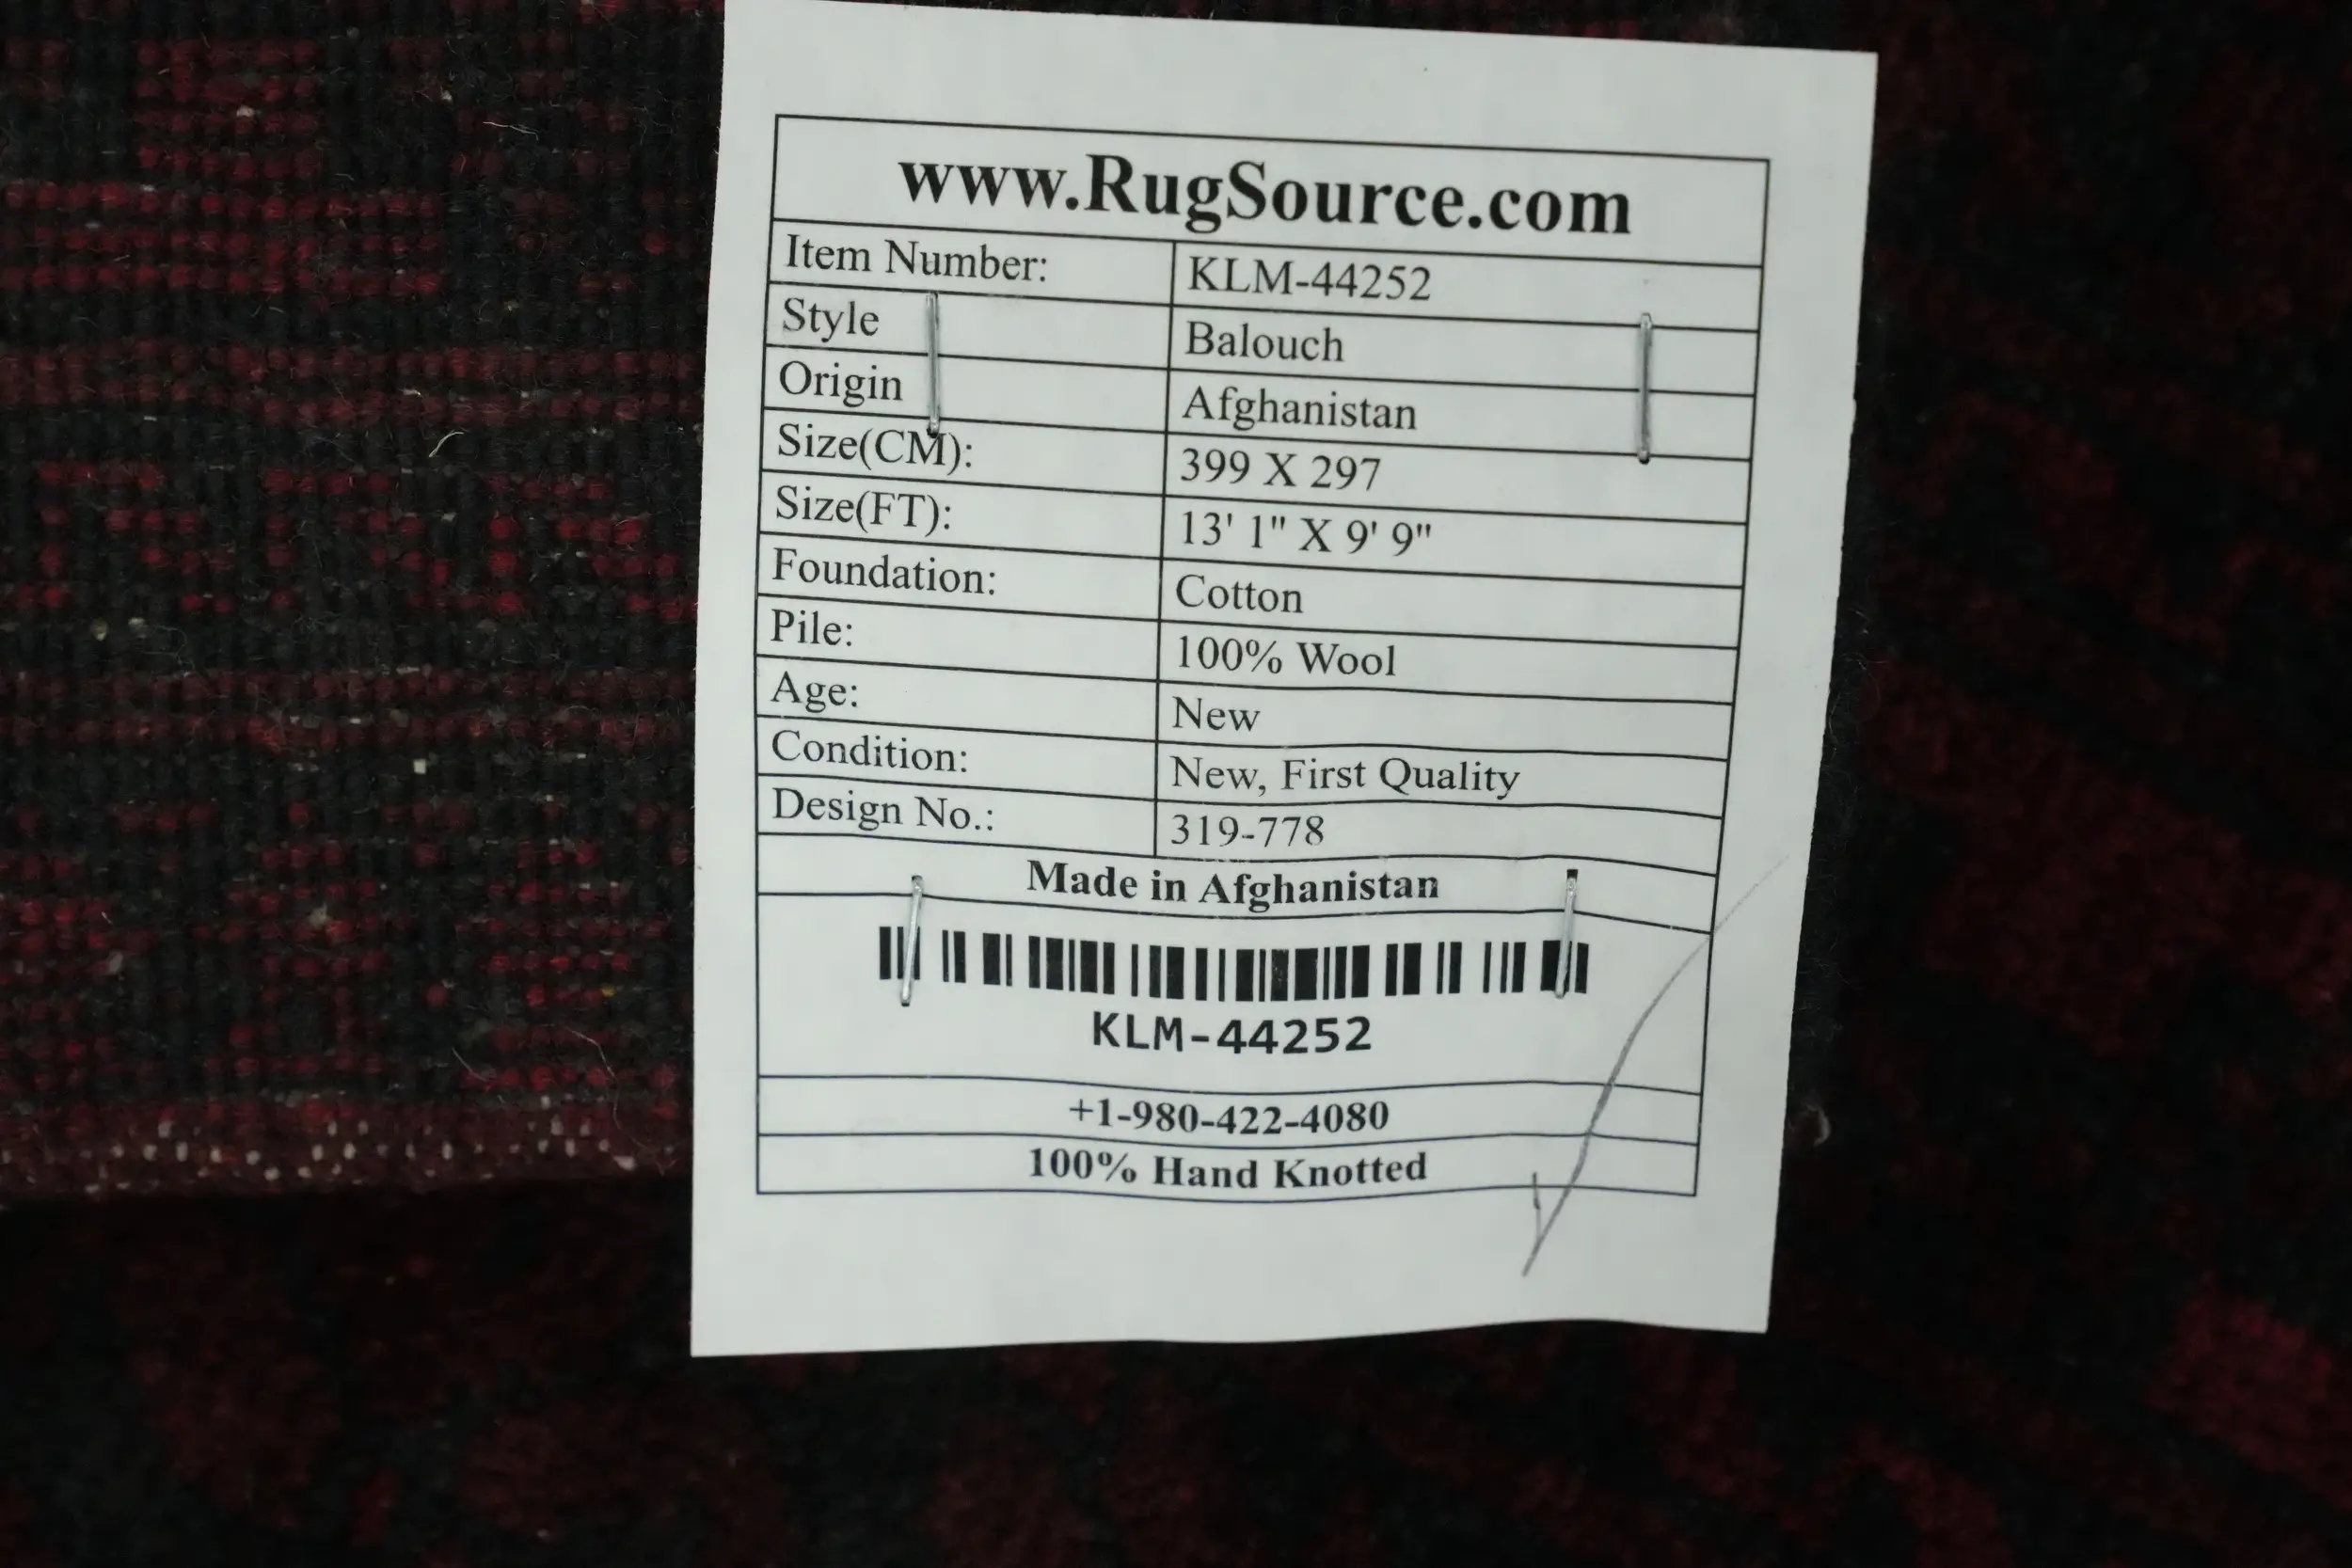 www.RugSource.com
Item Number: KLM-44252
Style Balouch
Origin Afghanistan
Size(CM): 399 X 297
Size(FT): 13' 1" X 9' 9"
Foundation: Cotton
Pile: 100% Wool
Age: New
Condition: New, First Quality
Design No.: 319-778
Made in Afghanistan
KLM-44252
+1-980-422-4080
100% Hand Knotted